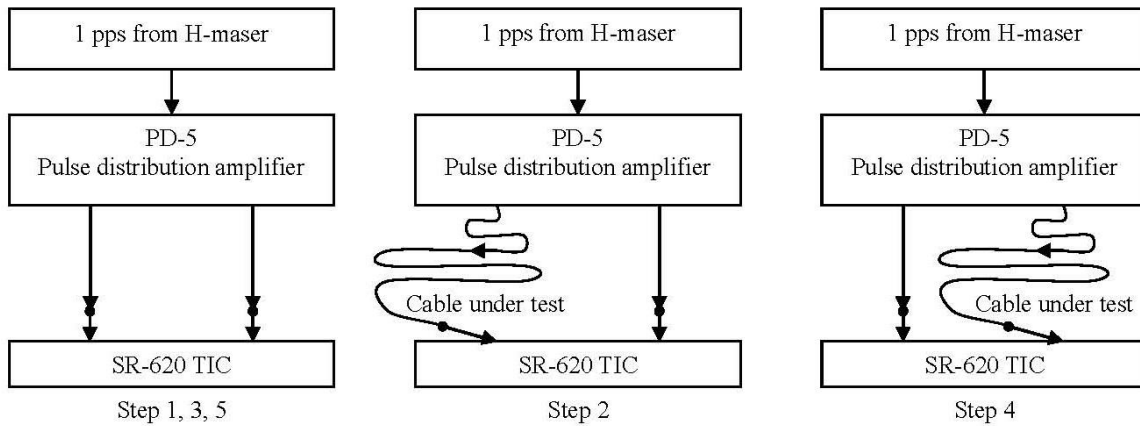 1 pps from H-maser
PD-5
Pulse distribution amplifier
SR-620 TIC
Step 1, 3, 5
1 pps from H-maser
PD-5
Pulse distribution amplifier
Cable under test
SR-620 TIC
Step 2
1 pps from H-maser
PD-5
Pulse distribution amplifier
Cable under test
SR-620 TIC
Step 4